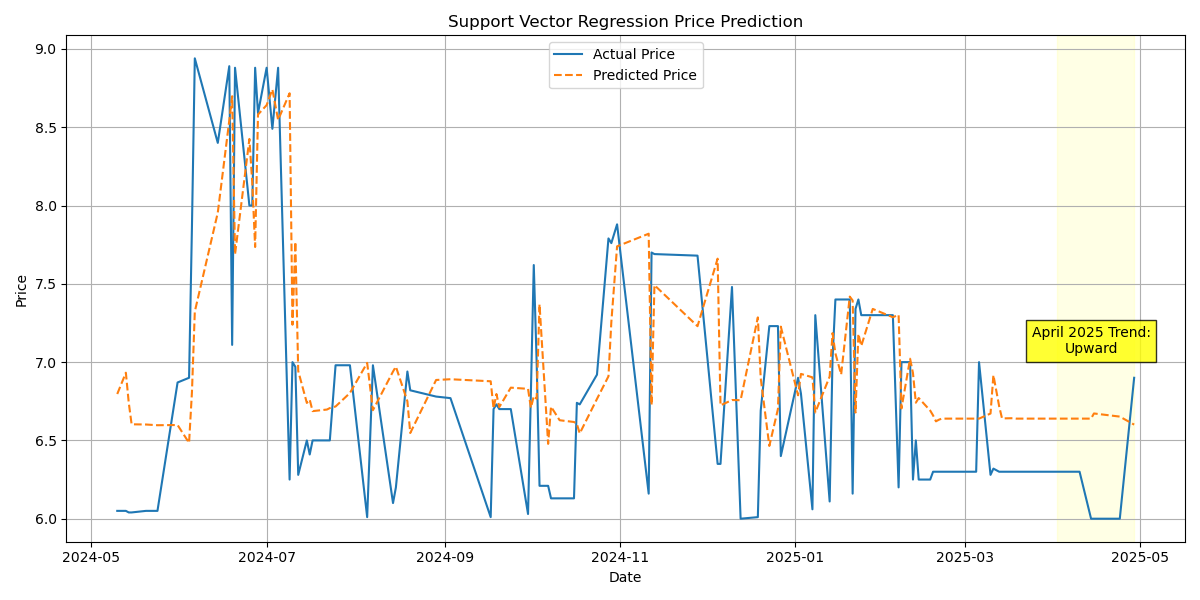 Support Vector Regression Price Prediction
Actual Price
Predicted Price
Price
9.0
8.5
8.0
7.5
7.0
6.5
6.0
April 2025 Trend:
Upward
2024-05 2024-07 2024-09 2024-11 2025-01 2025-03 2025-05
Date